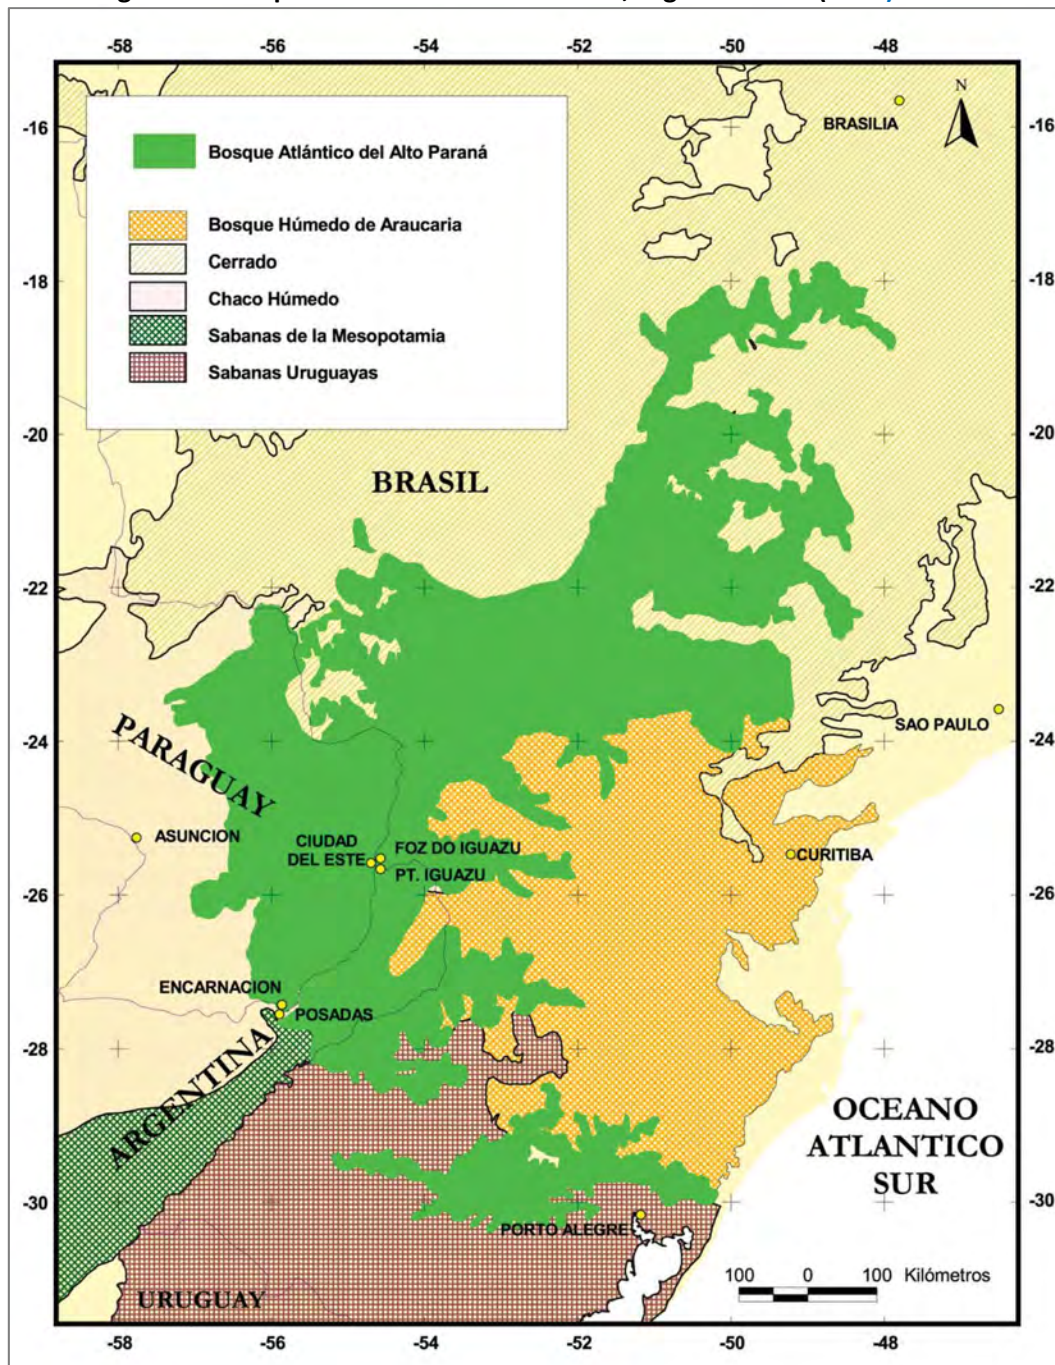 -58 -56 -54 -52 -50 -48
N
BRASILIA
-16 -16
Bosque Atlántico del Alto Paraná
Bosque Húmedo de Araucaria
Cerrado
Chaco Húmedo
Sabanas de la Mesopotamia
Sabanas Uruguayas
-18 -18
-20 -20
BRASIL
-22 -22
SAO PAULO
PARAGUAY
-24 -24
ASUNCION
CIUDAD
DEL ESTE
FOZ DO IGUAZU
PT. IGUAZU
CURITIBA
-26 -26
ENCARNACION
POSADAS
-28 -28
ARGENTINA
OCEANO
ATLANTICO
SUR
-30 -30
PORTO ALEGRE
100 0 100 Kilómetros
URUGUAY
-58 -56 -54 -52 -50 -48